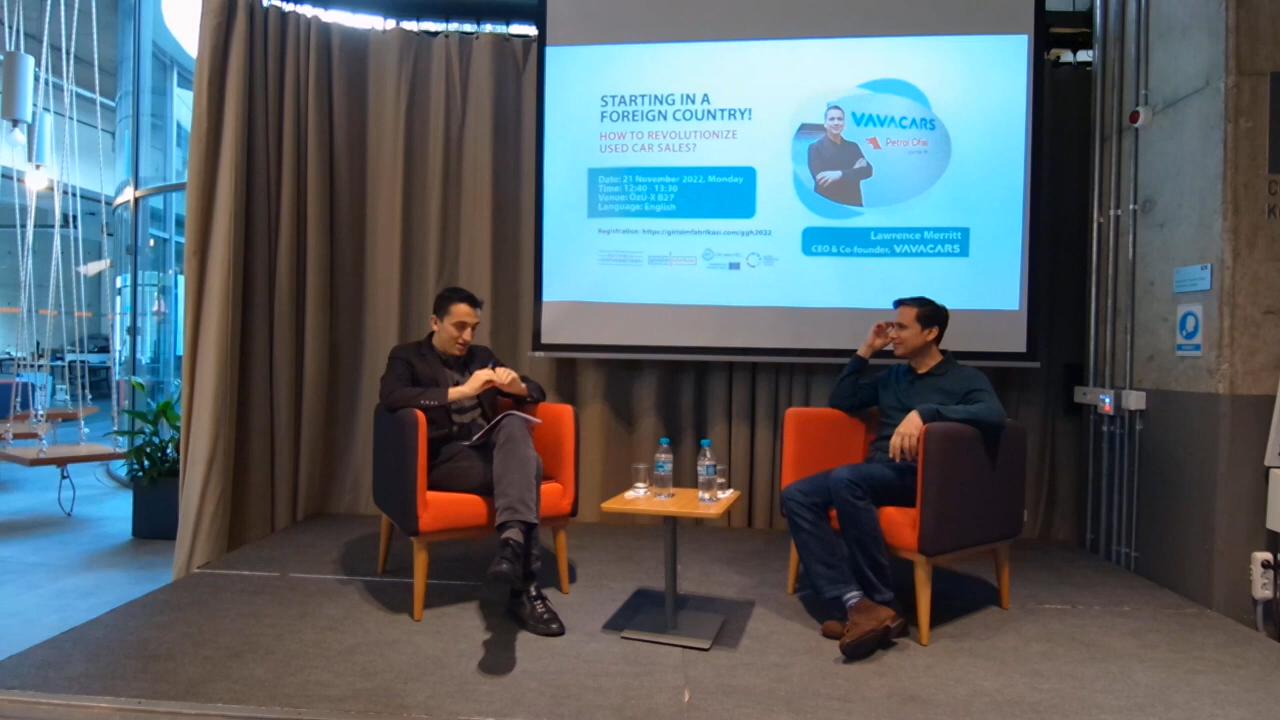 STARTING IN A
FOREIGN COUNTRY!
HOW TO REVOLUTIONIZE
USED CAR SALES?
Date: 21 November 2022, Monday
Time: 12:40 - 13:30
Venue: ÖzÜ-X B27
Language: English
Registration: https://girisimfabrikasi.com/ggh2022
VAVACARS
Petrol Ofisi
Lawrence Merritt
CEO & Co-founder, VAVACARS